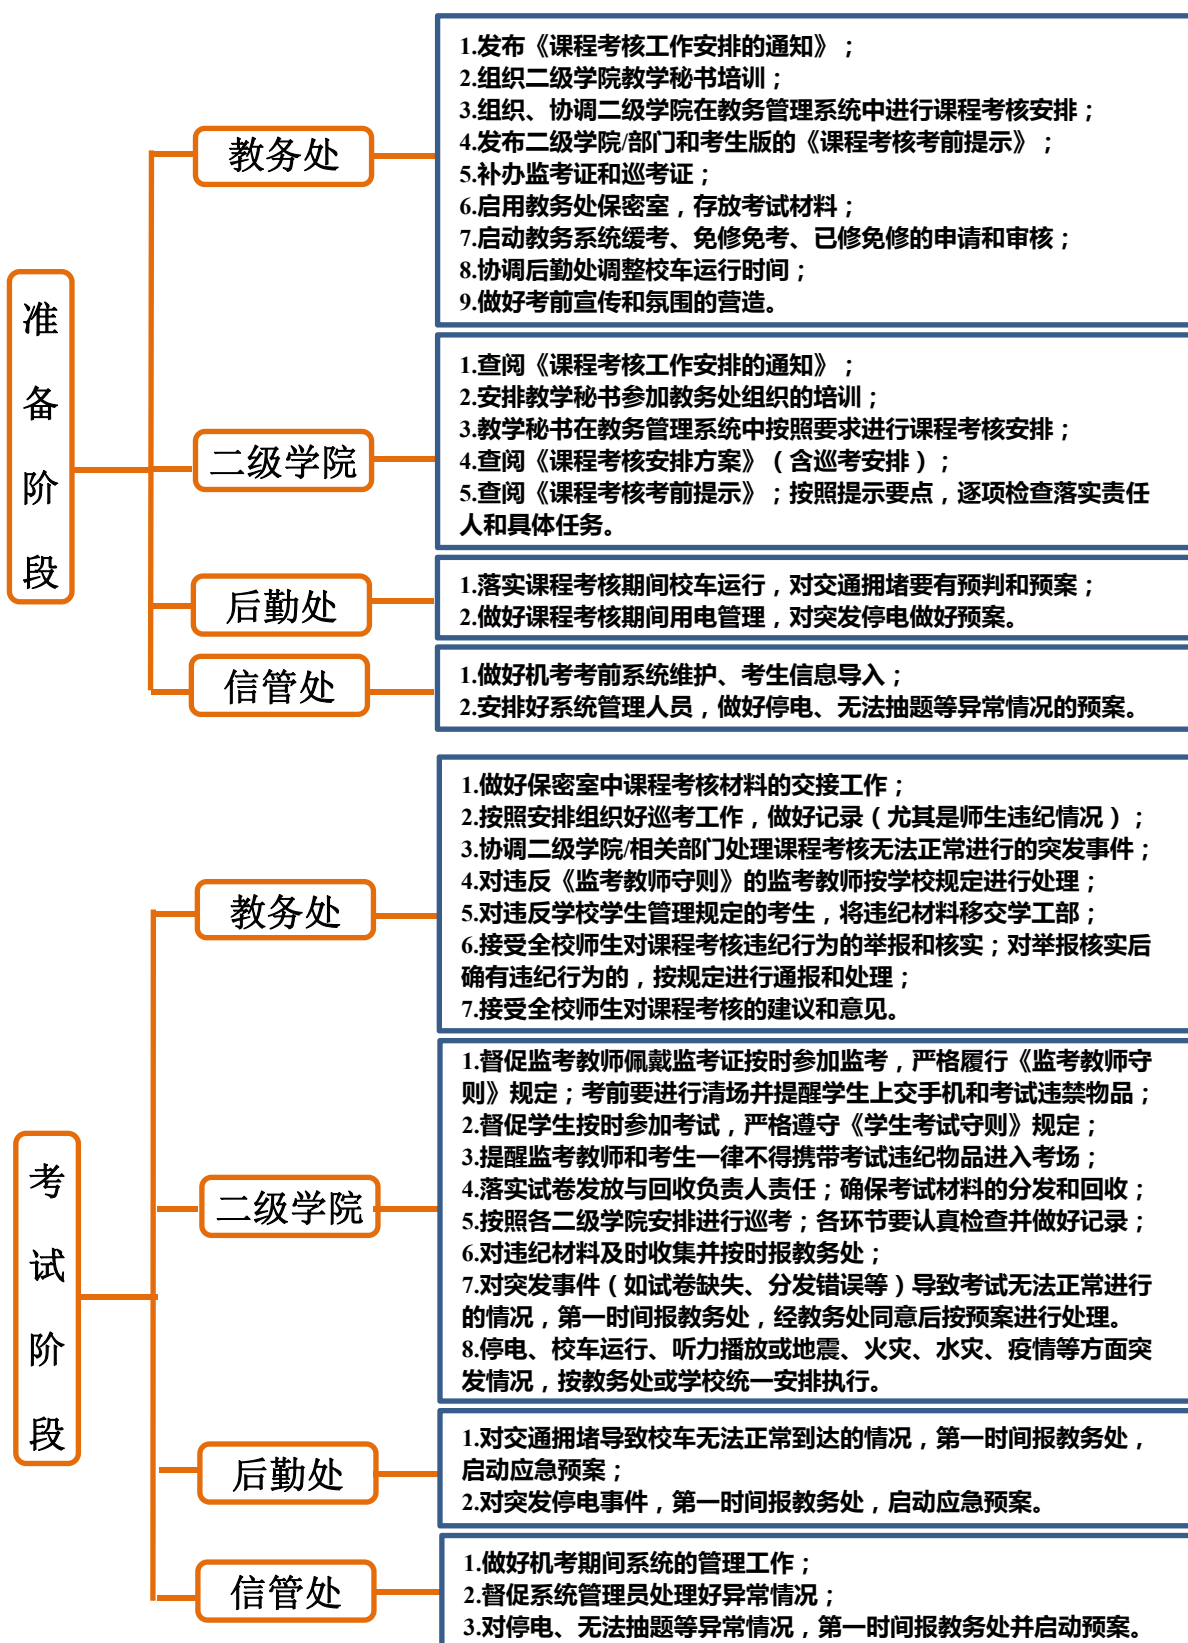 准备阶段
教务处
1.发布《课程考核工作安排的通知》；
2.组织二级学院教学秘书培训；
3.组织、协调二级学院在教务管理系统中进行课程考核安排；
4.发布二级学院/部门和考生版的《课程考核考前提示》；
5.补办监考证和巡考证；
6.启用教务处保密室，存放考试材料；
7.启动教务系统缓考、免修免考、已修免修的申请和审核；
8.协调后勤处调整校车运行时间；
9.做好考前宣传和氛围的营造。
二级学院
1.查阅《课程考核工作安排的通知》；
2.安排教学秘书参加教务处组织的培训；
3.教学秘书在教务管理系统中按照要求进行课程考核安排；
4.查阅《课程考核安排方案》（含巡考安排）；
5.查阅《课程考核考前提示》；按照提示要点，逐项检查落实责任
人和具体任务。
后勤处
1.落实课程考核期间校车运行，对交通拥堵要有预判和预案；
2.做好课程考核期间用电管理，对突发停电做好预案。
信管处
1.做好机考考前系统维护、考生信息导入；
2.安排好系统管理人员，做好停电、无法抽题等异常情况的预案。
考试阶段
教务处
1.做好保密室中课程考核材料的交接工作；
2.按照安排组织好巡考工作，做好记录（尤其是师生违纪情况）；
3.协调二级学院/相关部门处理课程考核无法正常进行的突发事件；
4.对违反《监考教师守则》的监考教师按学校规定进行处理；
5.对违反学校学生管理规定的考生，将违纪材料移交学工部；
6.接受全校师生对课程考核违纪行为的举报和核实；对举报核实后
确有违纪行为的，按规定进行通报和处理；
7.接受全校师生对课程考核的建议和意见。
二级学院
1.督促监考教师佩戴监考证按时参加监考，严格履行《监考教师守
则》规定；考前要进行清场并提醒学生上交手机和考试违禁物品；
2.督促学生按时参加考试，严格遵守《学生考试守则》规定；
3.提醒监考教师和考生一律不得携带考试违纪物品进入考场；
4.落实试卷发放与回收负责人责任；确保考试材料的分发和回收；
5.按照各二级学院安排进行巡考；各环节要认真检查并做好记录；
6.对违纪材料及时收集并按时报教务处；
7.对突发事件（如试卷缺失、分发错误等）导致考试无法正常进行
的情况，第一时间报教务处，经教务处同意后按预案进行处理。
8.停电、校车运行、听力播放或地震、火灾、水灾、疫情等方面突
发情况，按教务处或学校统一安排执行。
后勤处
1.对交通拥堵导致校车无法正常到达的情况，第一时间报教务处，
启动应急预案；
2.对突发停电事件，第一时间报教务处，启动应急预案。
信管处
1.做好机考期间系统的管理工作；
2.督促系统管理员处理好异常情况；
3.对停电、无法抽题等异常情况，第一时间报教务处并启动预案。